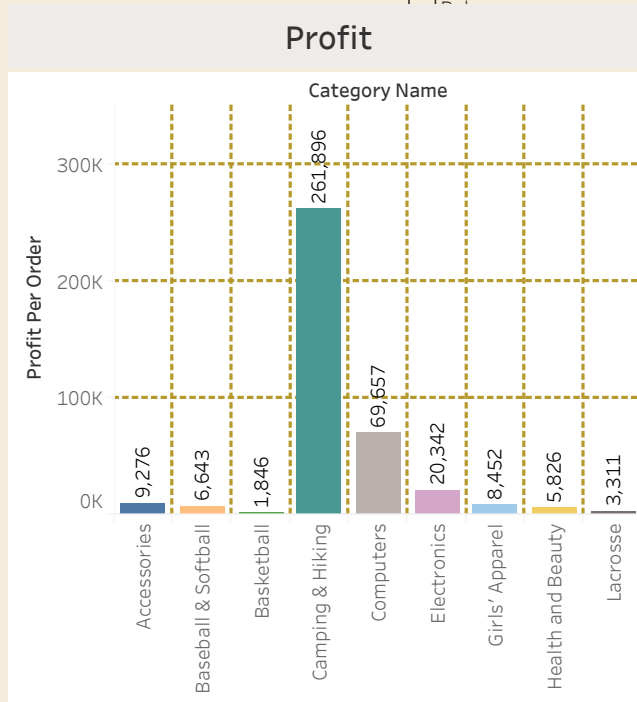 Profit
Category Name
Profit Per Order
300K
200K
100K
0K
9,276
6,643
1,846
261,896
69,657
20,342
8,452
5,826
3,311
Accessories
Baseball & Softball
Basketball
Camping & Hiking
Computers
Electronics
Girls' Apparel
Health and Beauty
Lacrosse